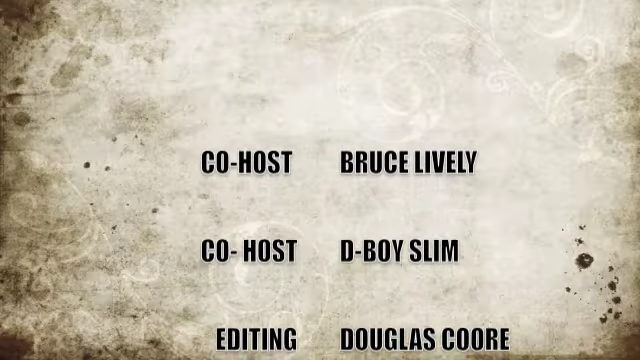 CO-HOST BRUCE LIVELY
CO- HOST D-BOY SLIM
EDITING DOUGLAS COORE